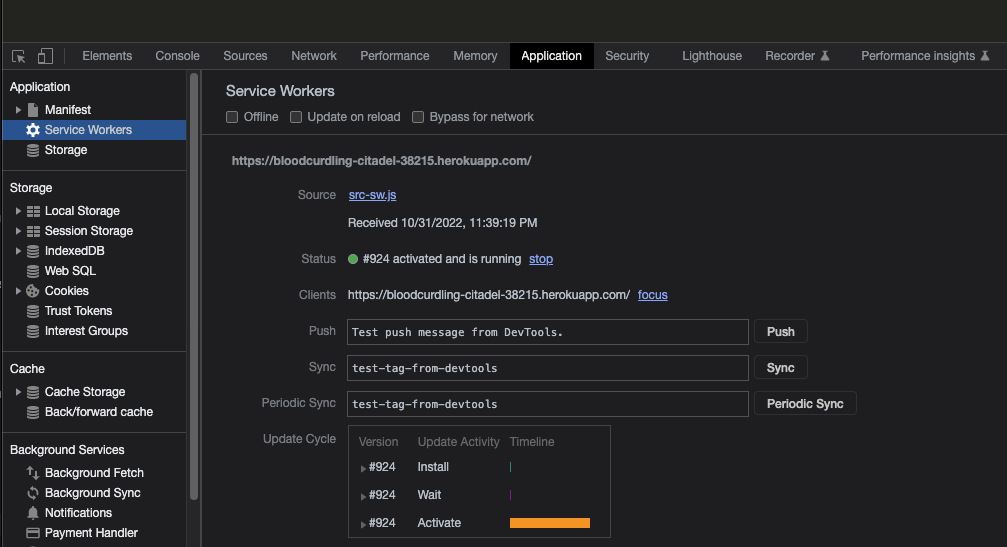 Elements Console Sources Network Performance Memory Application Security Lighthouse Recorder Performance insights
Application
Manifest
Service Workers
Storage
Storage
Local Storage
Session Storage
IndexedDB
Web SQL
Cookies
Trust Tokens
Interest Groups
Cache
Cache Storage
Back/forward cache
Background Services
Background Fetch
Background Sync
Notifications
Payment Handler
Service Workers
Offline Update on reload Bypass for network
https://bloodcurdling-citadel-38215.herokuapp.com/
Source src-sw.js
Received 10/31/2022, 11:39:19 PM
Status #924 activated and is running stop
Clients https://bloodcurdling-citadel-38215.herokuapp.com/ focus
Push Test push message from DevTools. Push
Sync test-tag-from-devtools Sync
Periodic Sync test-tag-from-devtools Periodic Sync
Update Cycle Version Update Activity Timeline
#924 Install
#924 Wait
#924 Activate